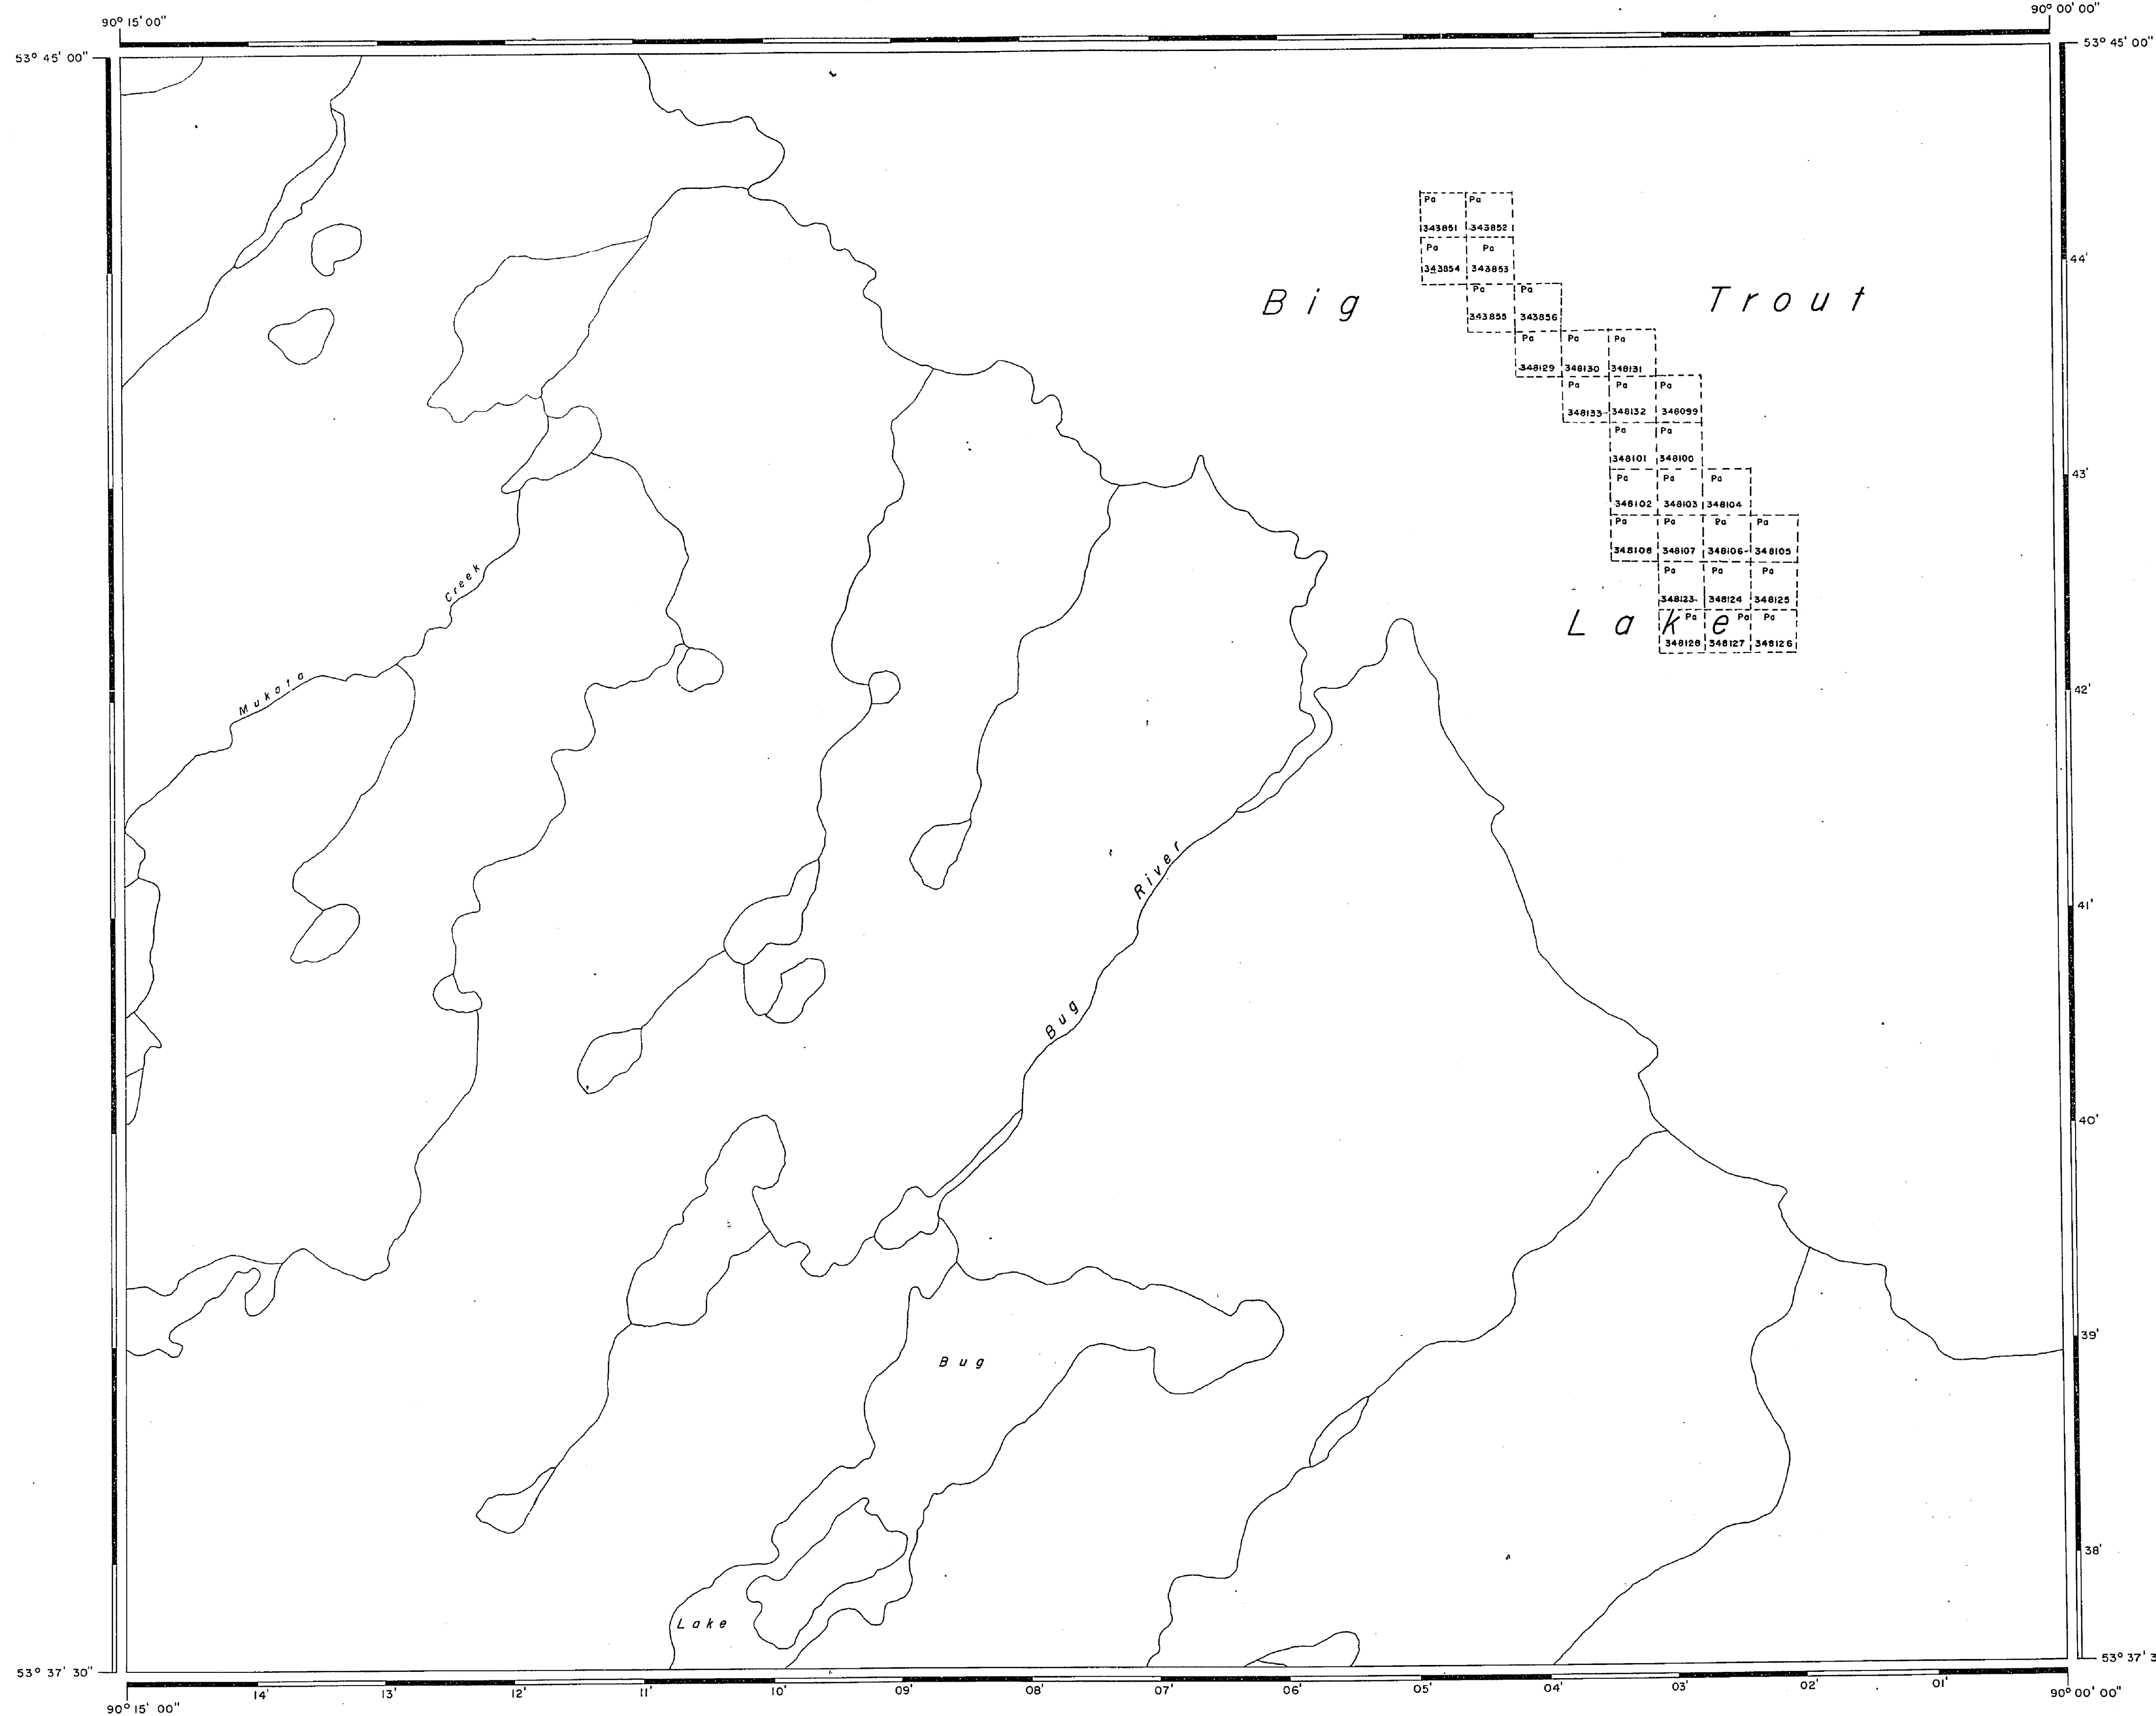 90° 15' 00"
90° 00' 00"
53° 45' 00"
53° 45' 00"
Pa Pa
343851 343852
Pa Pa
343854 343853
44'
Big Trout
Pa Pa
343855 343856
Pa Pa Pa
348129 348130 348131
Pa Pa Pa
348133 348132 348099
Pa Pa
348101 348100
43'
Pa Pa Pa
348102 348103 348104
Pa Pa Pa Pa
348108 348107 348106 348105
Pa Pa Pa
348123 348124 348125
Creek
Lake
Pa Pa Pa
348128 348127 348126
Mukata
42'
River
41'
Bug
40'
39'
Bug
38'
Lake
53° 37' 30"
53° 37' 3
14' 13' 12' 11' 10' 09' 08' 07' 06' 05' 04' 03' 02' 01'
90° 15' 00"
90° 00' 00"